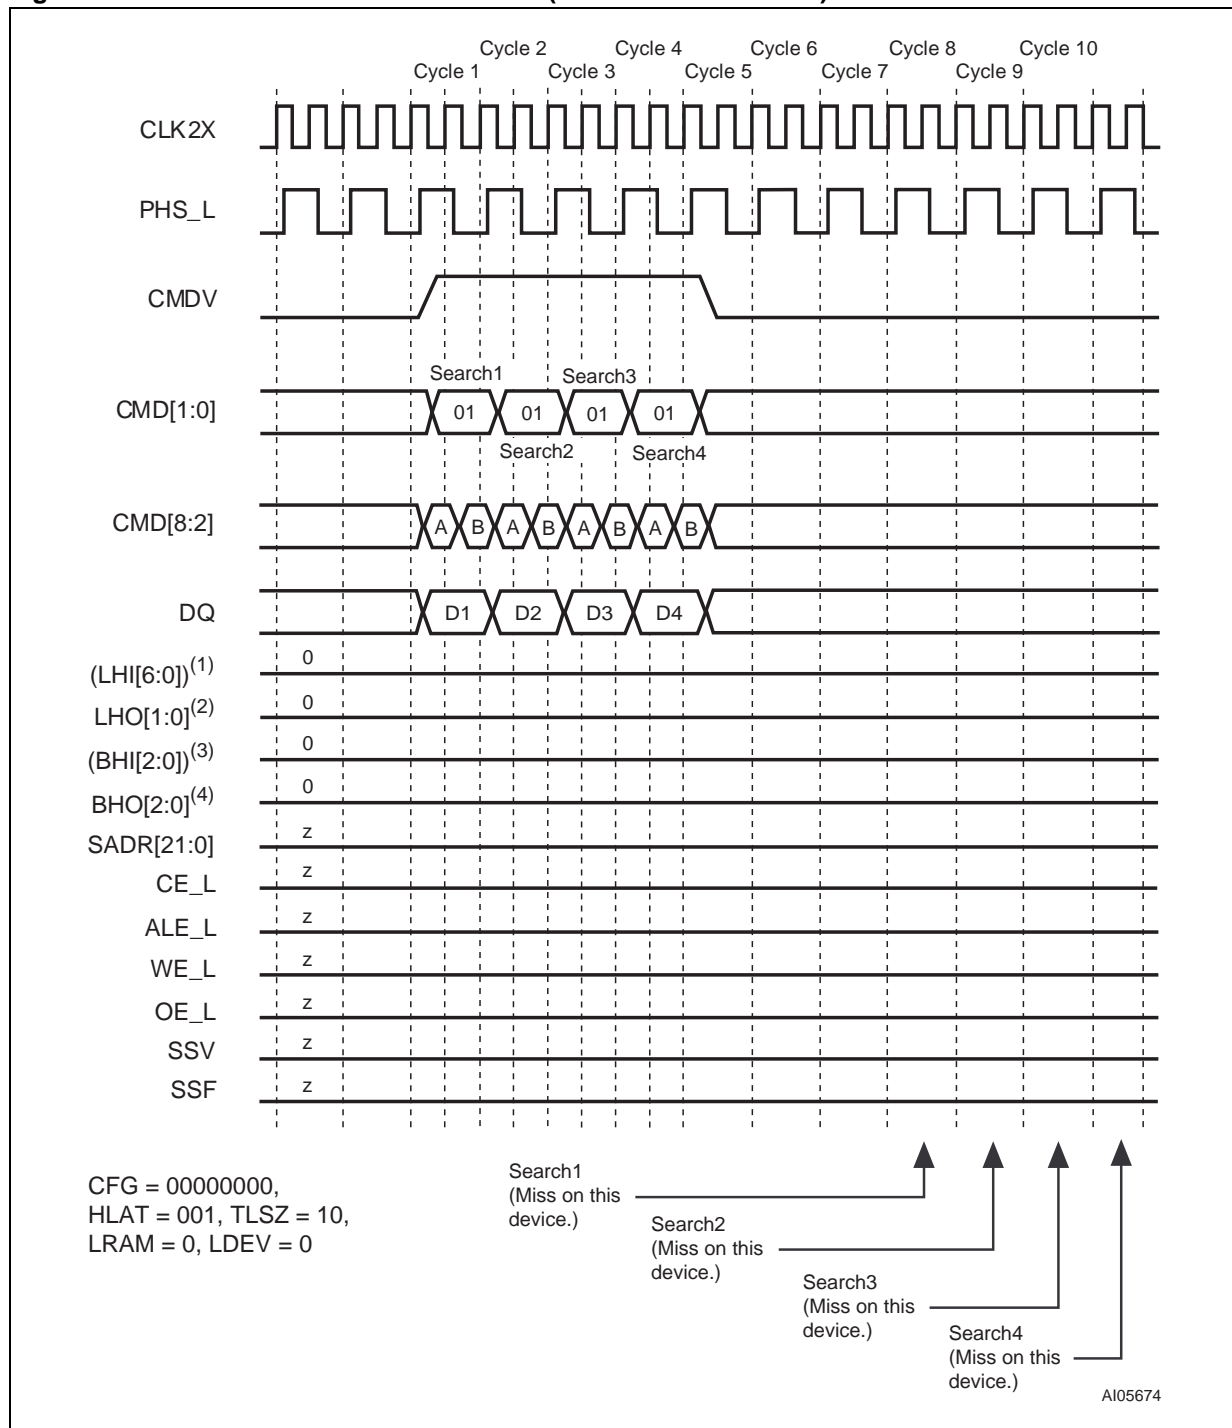 Cycle 2 Cycle 4 Cycle 6 Cycle 8 Cycle 10
Cycle 1 Cycle 3 Cycle 5 Cycle 7 Cycle 9
CLK2X
PHS_L
CMDV
Search1 Search3
CMD[1:0] 01 01 01 01
Search2 Search4
CMD[8:2] A B A B A B A B
DQ D1 D2 D3 D4
(LHI[6:0])(1) 0
LHO[1:0](2) 0
(BHI[2:0])(3) 0
BHO[2:0](4) 0
SADR[21:0] z
CE_L z
ALE_L z
WE_L z
OE_L z
SSV z
SSF z
CFG = 00000000,
HLAT = 001, TLSZ = 10,
LRAM = 0, LDEV = 0
Search1
(Miss on this
device.)
Search2
(Miss on this
device.)
Search3
(Miss on this
device.)
Search4
(Miss on this
device.)
AI05674